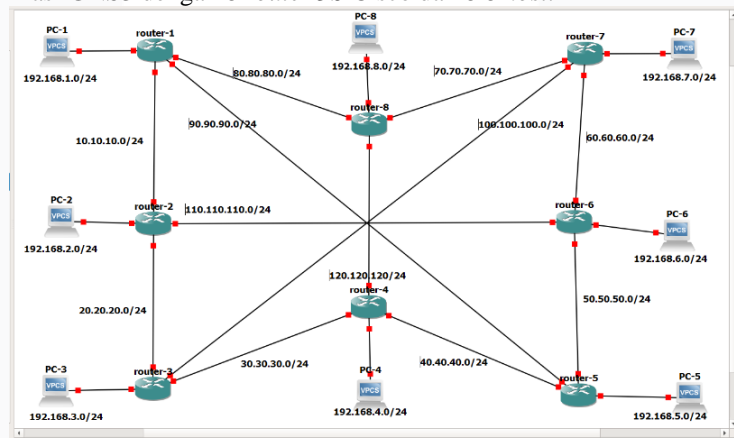 PC-1
router-1
PC-8
router-7
PC-7
VPCS
VPCS
VPCS
192.168.1.0/24
80.80.80.0/24
192.168.8.0/24
70.70.70.0/24
192.168.7.0/24
router-8
90.90.90.0/24
100.100.100.0/24
10.10.10.0/24
60.60.60.0/24
PC-2
router-2
110.110.110.0/24
router-6
PC-6
VPCS
VPCS
192.168.2.0/24
192.168.6.0/24
120.120.120/24
router-4
20.20.20.0/24
50.50.50.0/24
PC-3
router-3
30.30.30.0/24
PC-4
40.40.40.0/24
router-5
PC-5
VPCS
VPCS
VPCS
192.168.3.0/24
192.168.4.0/24
192.168.5.0/24